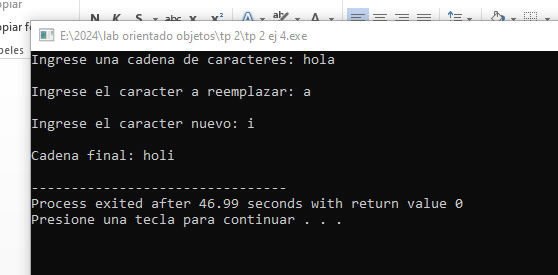 opiar
N K S abc x x
opiar fo
peles
E:\2024\lab orientado objetos\tp 2\tp 2 ej 4.exe
Ingrese una cadena de caracteres: hola
Ingrese el caracter a reemplazar: a
Ingrese el caracter nuevo: i
Cadena final: holi
--------------------------------
Process exited after 46.99 seconds with return value 0
Presione una tecla para continuar . . .